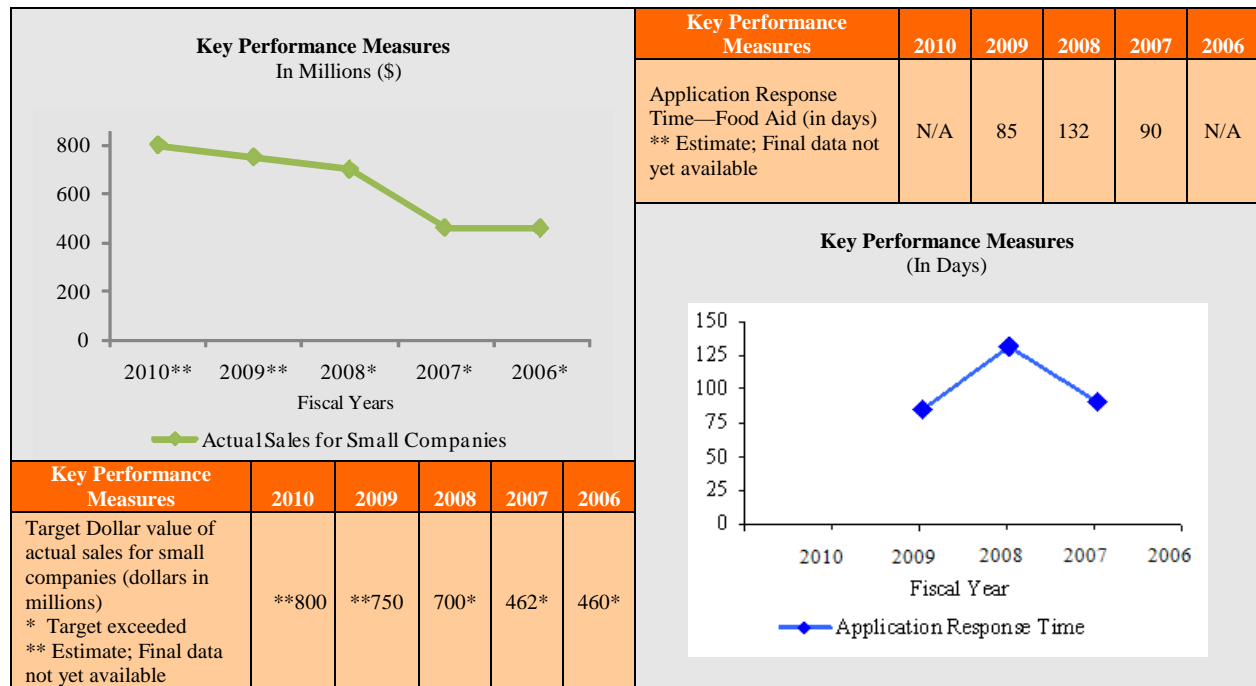 Key Performance Measures
In Millions ($)
800
600
400
200
0
2010** 2009** 2008* 2007* 2006*
Fiscal Years
Actual Sales for Small Companies
Key Performance
Measures 2010 2009 2008 2007 2006
Target Dollar value of
actual sales for small
companies (dollars in
millions)
* Target exceeded
** Estimate; Final data
not yet available
**800 **750 700* 462* 460*
Key Performance
Measures 2010 2009 2008 2007 2006
Application Response
Time—Food Aid (in days)
** Estimate; Final data not
yet available
N/A 85 132 90 N/A
Key Performance Measures
(In Days)
150
125
100
75
50
25
0
2010 2009 2008 2007 2006
Fiscal Year
Application Response Time